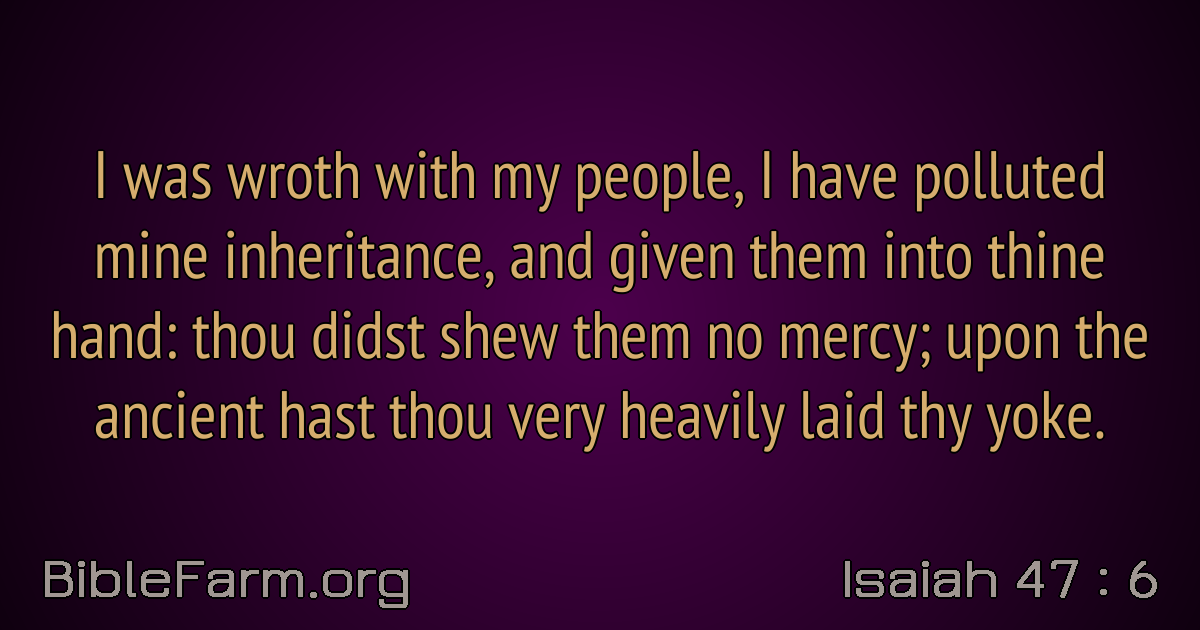 I was wroth with my people, I have polluted
mine inheritance, and given them into thine
hand: thou didst shew them no mercy; upon the
ancient hast thou very heavily laid thy yoke.
BibleFarm.org
Isaiah 47 : 6